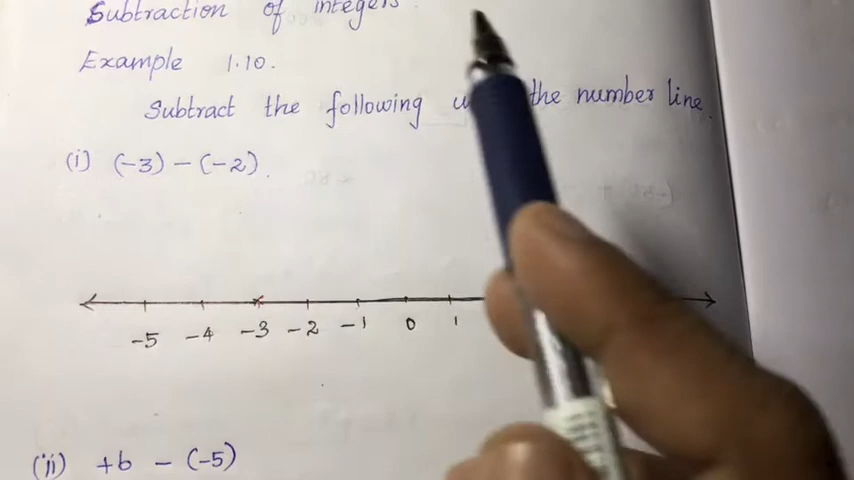 Subtraction of integers
Example 1.10.
Subtract the following the number line.
(i) (-3) - (-2).
-5 -4 -3 -2 -1 0 1
(ii) +6 - (-5)